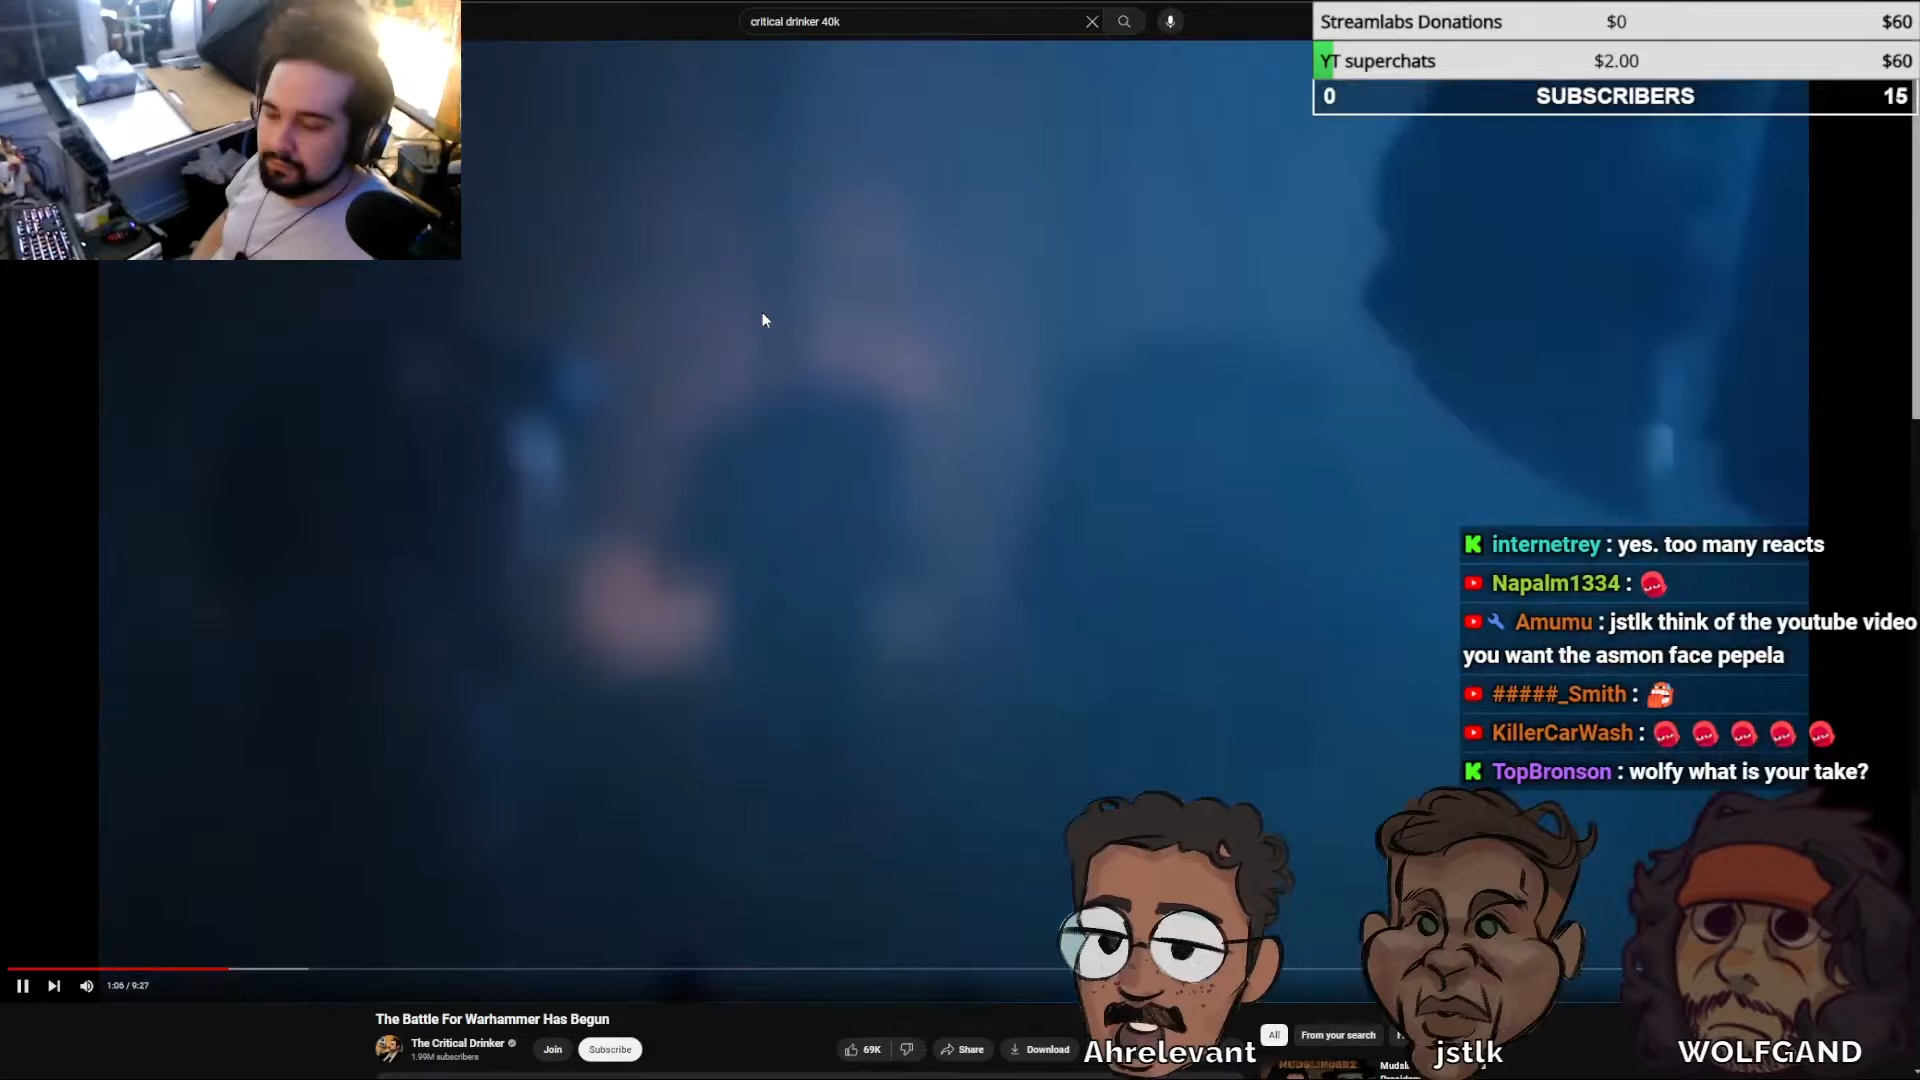 critical drinker 40k
Streamlabs Donations $0 $60
YT superchats $2.00 $60
0 SUBSCRIBERS 15
internetrey : yes. too many reacts
Napalm1334 :
Amumu : jstlk think of the youtube video
you want the asmon face pepela
#####_Smith :
KillerCarWash :
TopBronson : wolfy what is your take?
1:06 / 9:27
The Battle For Warhammer Has Begun
The Critical Drinker
1.99M subscribers
Join
Subscribe
69K
Share
Download
All
From your search
Ahrelevant
jstlk
WOLFGAND